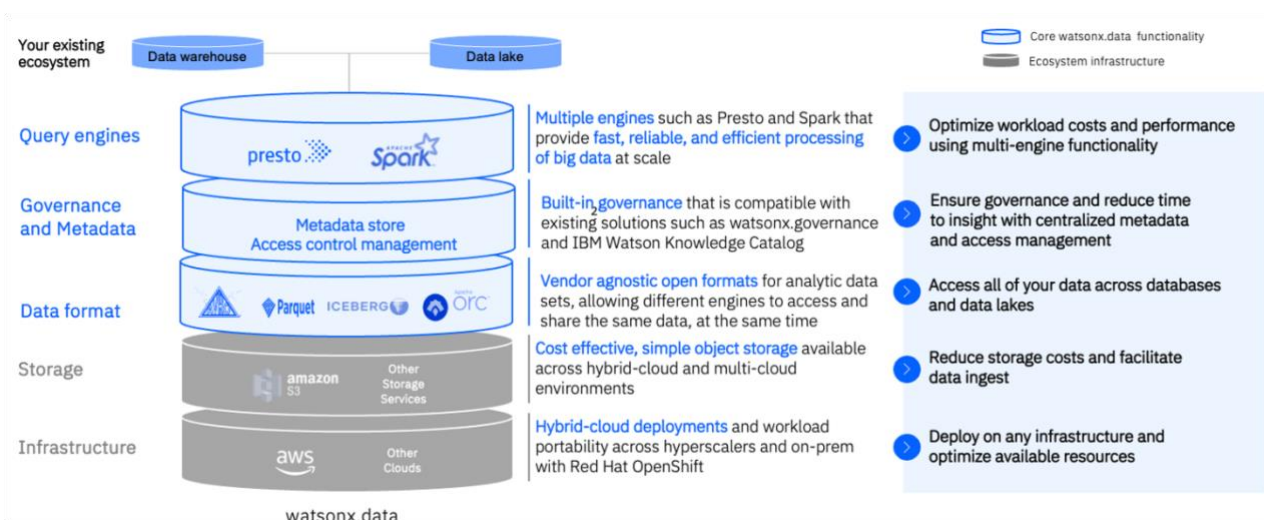 Your existing
ecosystem
Data warehouse
Data lake
Core watsonx.data functionality
Ecosystem infrastructure
Query engines
presto
APACHE
Spark
Multiple engines such as Presto and Spark that
provide fast, reliable, and efficient processing
of big data at scale
Optimize workload costs and performance
using multi-engine functionality
Governance
and Metadata
Metadata store
Access control management
Built-in governance that is compatible with
2
existing solutions such as watsonx.governance
and IBM Watson Knowledge Catalog
Ensure governance and reduce time
to insight with centralized metadata
and access management
Data format
Parquet
ICEBERG
orc
Vendor agnostic open formats for analytic data
sets, allowing different engines to access and
share the same data, at the same time
Access all of your data across databases
and data lakes
Storage
amazon
S3
Other
Storage
Services
Cost effective, simple object storage available
across hybrid-cloud and multi-cloud
environments
Reduce storage costs and facilitate
data ingest
Infrastructure
aws
Other
Clouds
Hybrid-cloud deployments and workload
portability across hyperscalers and on-prem
with Red Hat OpenShift
Deploy on any infrastructure and
optimize available resources
watsonx.data